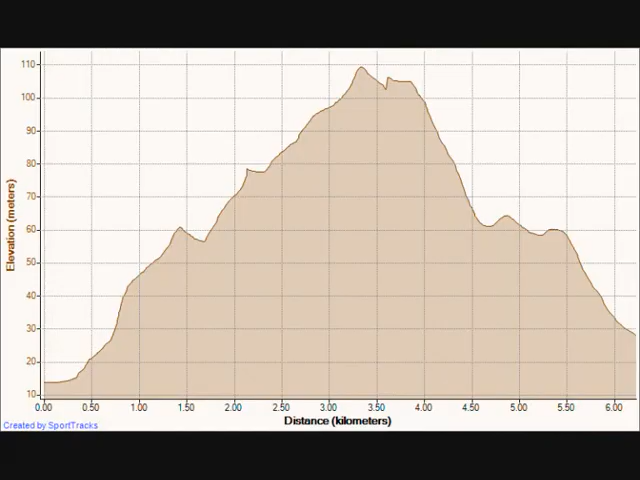 110
100
90
80
70
60
50
40
30
20
10
Elevation (meters)
0.00 0.50 1.00 1.50 2.00 2.50 3.00 3.50 4.00 4.50 5.00 5.50 6.00
Distance (kilometers)
Created by SportTracks